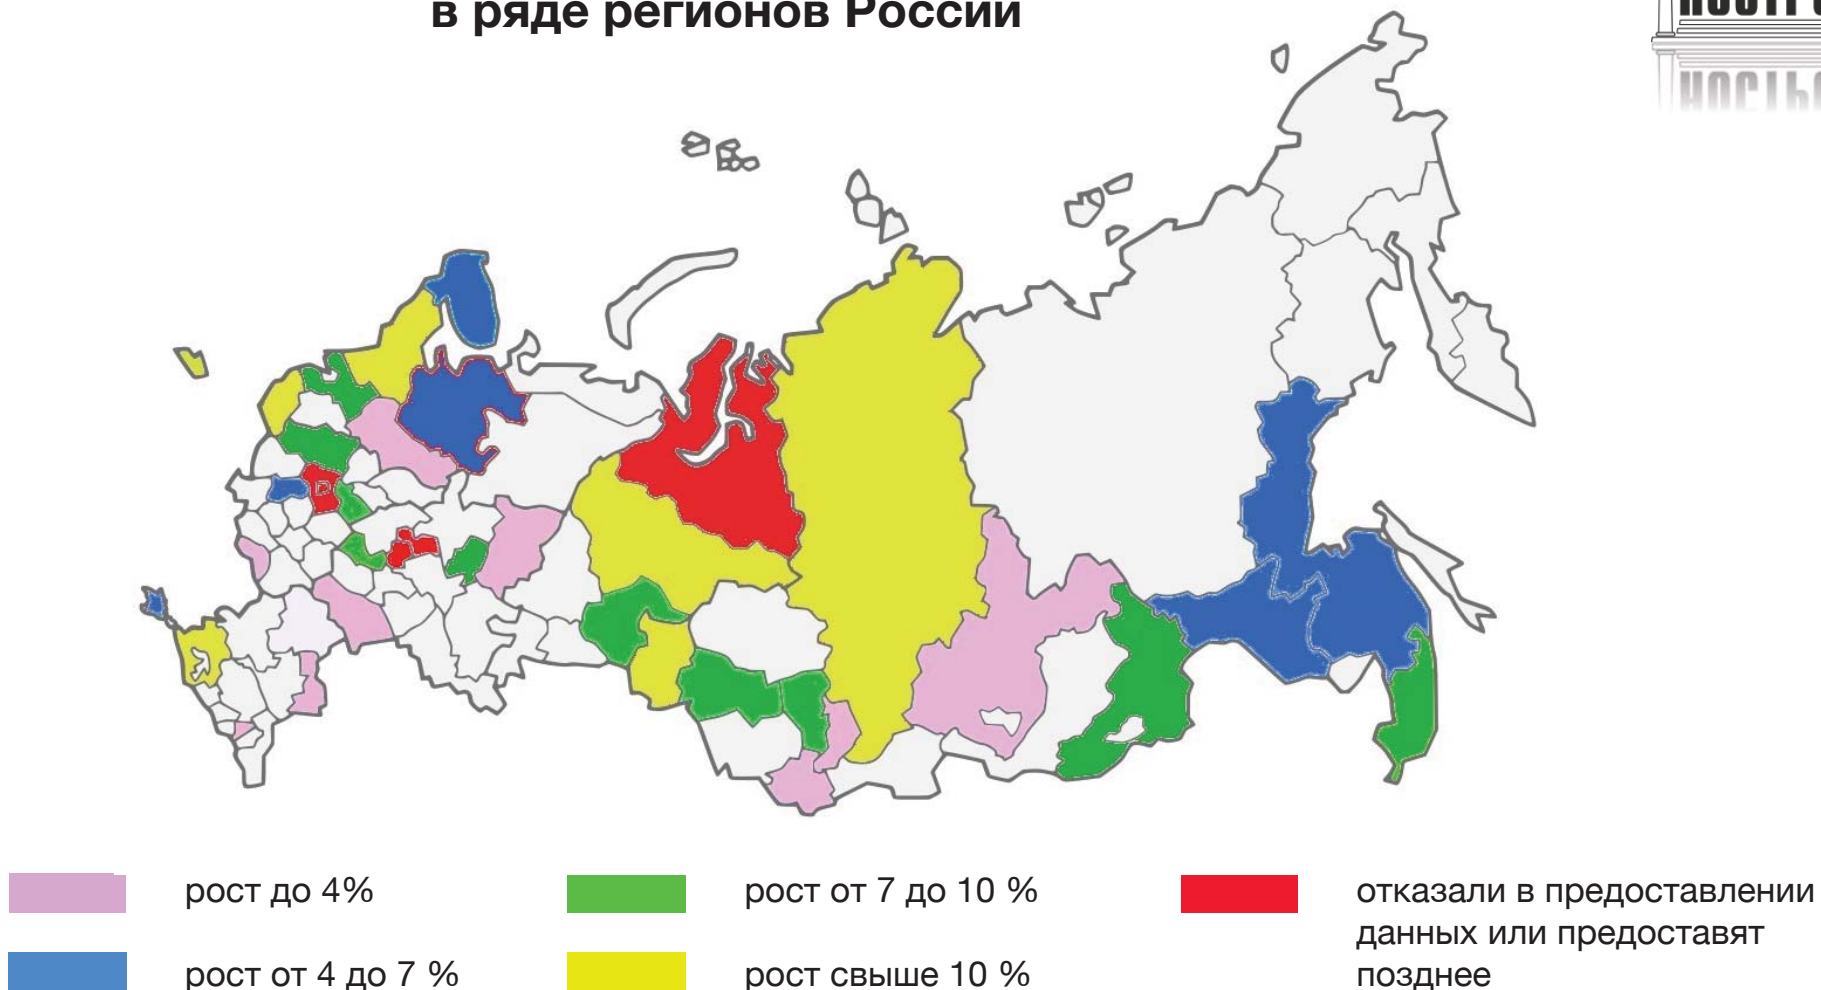 в ряде регионов России
рост до 4%
рост от 4 до 7 %
рост от 7 до 10 %
рост свыше 10 %
отказали в предоставлении
данных или предоставят
позднее